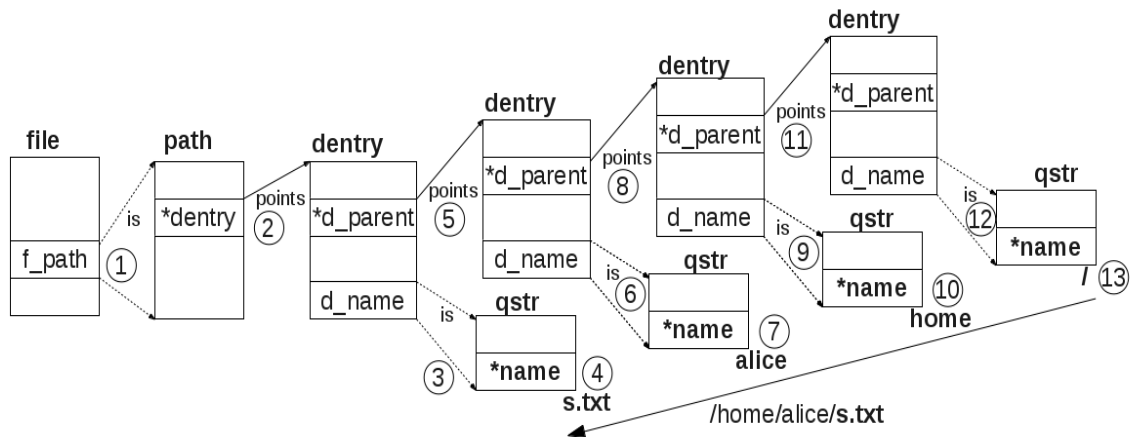 file
f_path
is
1
path
*dentry
points
2
dentry
*d_parent
d_name
is
3
qstr
*name
4
s.txt
points
5
dentry
*d_parent
d_name
is
6
qstr
*name
7
alice
points
8
dentry
*d_parent
d_name
is
9
qstr
*name
10
home
points
11
dentry
*d_parent
d_name
is
12
qstr
*name
/
13
/home/alice/s.txt